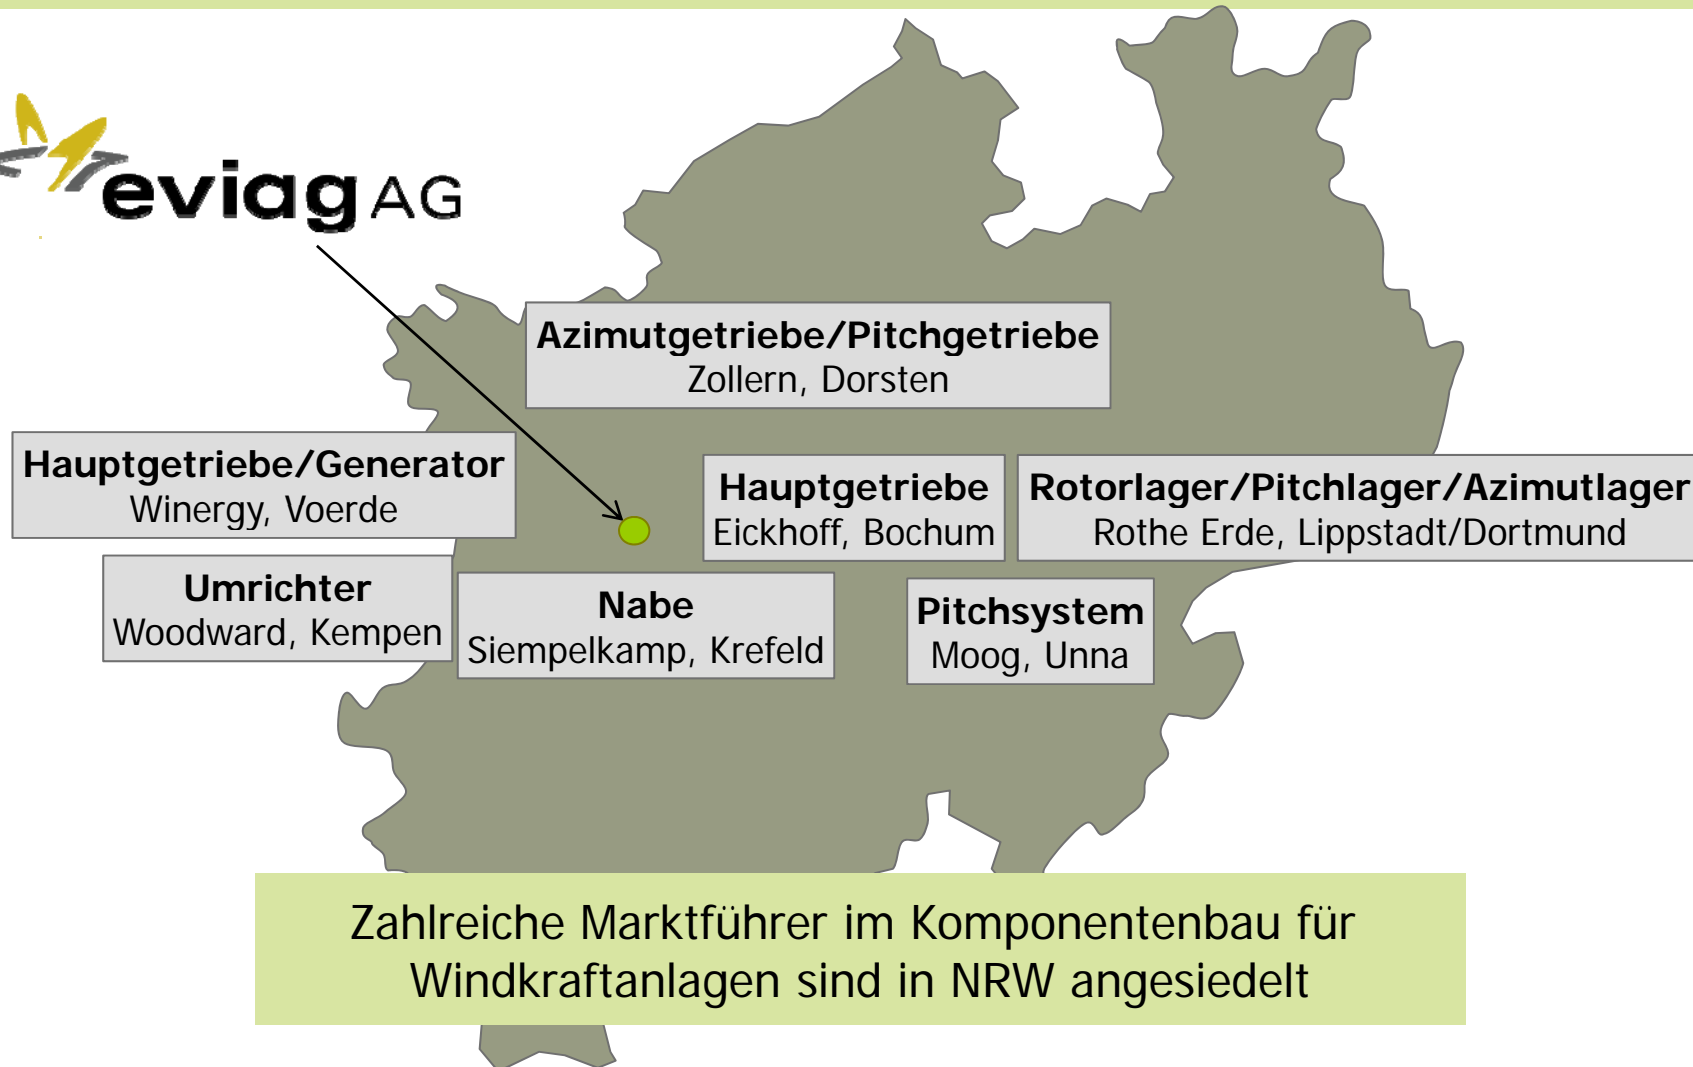 eviag AG
Azimutgetriebe/Pitchgetriebe
Zollern, Dorsten
Hauptgetriebe/Generator
Winergy, Voerde
Hauptgetriebe
Eickhoff, Bochum
Rotorlager/Pitchlager/Azimutlager
Rothe Erde, Lippstadt/Dortmund
Umrichter
Woodward, Kempen
Nabe
Siempelkamp, Krefeld
Pitchsystem
Moog, Unna
Zahlreiche Marktführer im Komponentenbau für
Windkraftanlagen sind in NRW angesiedelt